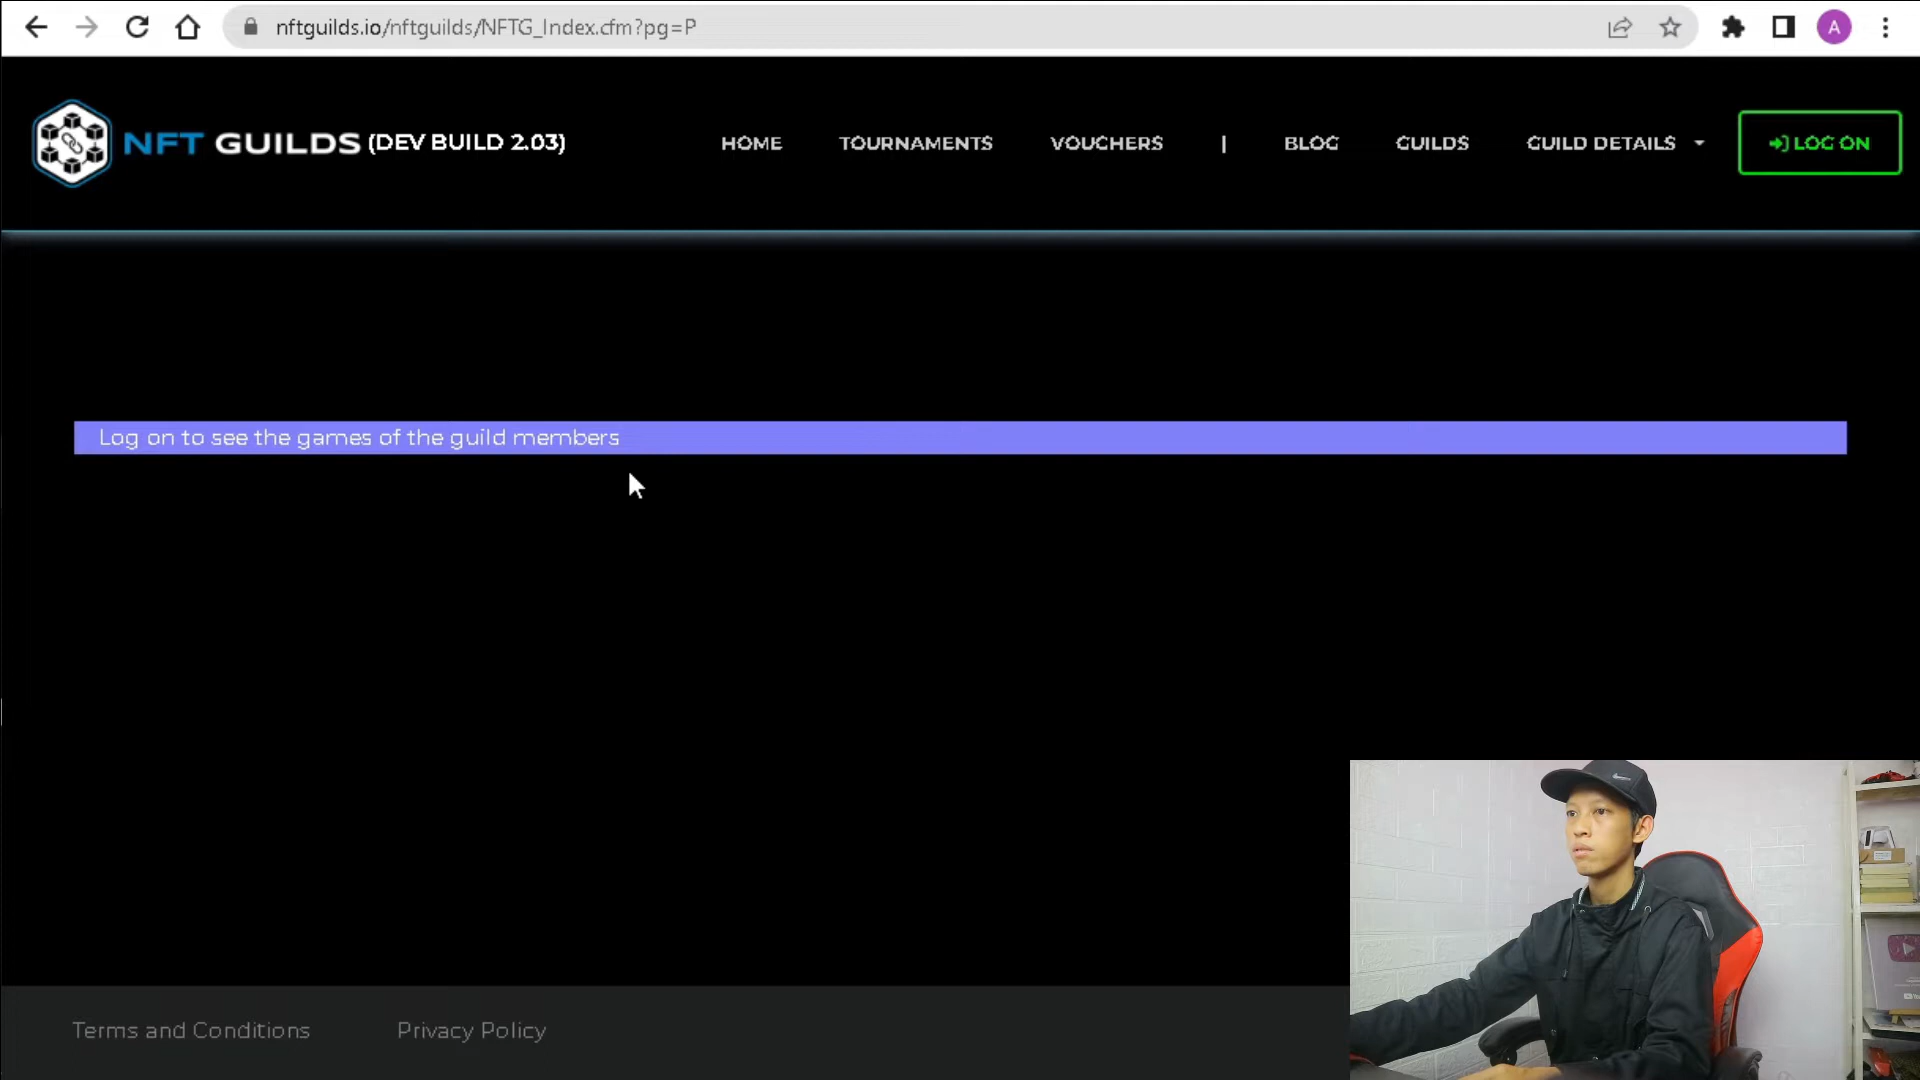 nftguilds.io/nftguilds/NFTG_Index.cfm?pg=P
A
NFT GUILDS (DEV BUILD 2.03)
HOME
TOURNAMENTS
VOUCHERS
|
BLOG
GUILDS
GUILD DETAILS
LOG ON
Log on to see the games of the guild members
Terms and Conditions
Privacy Policy